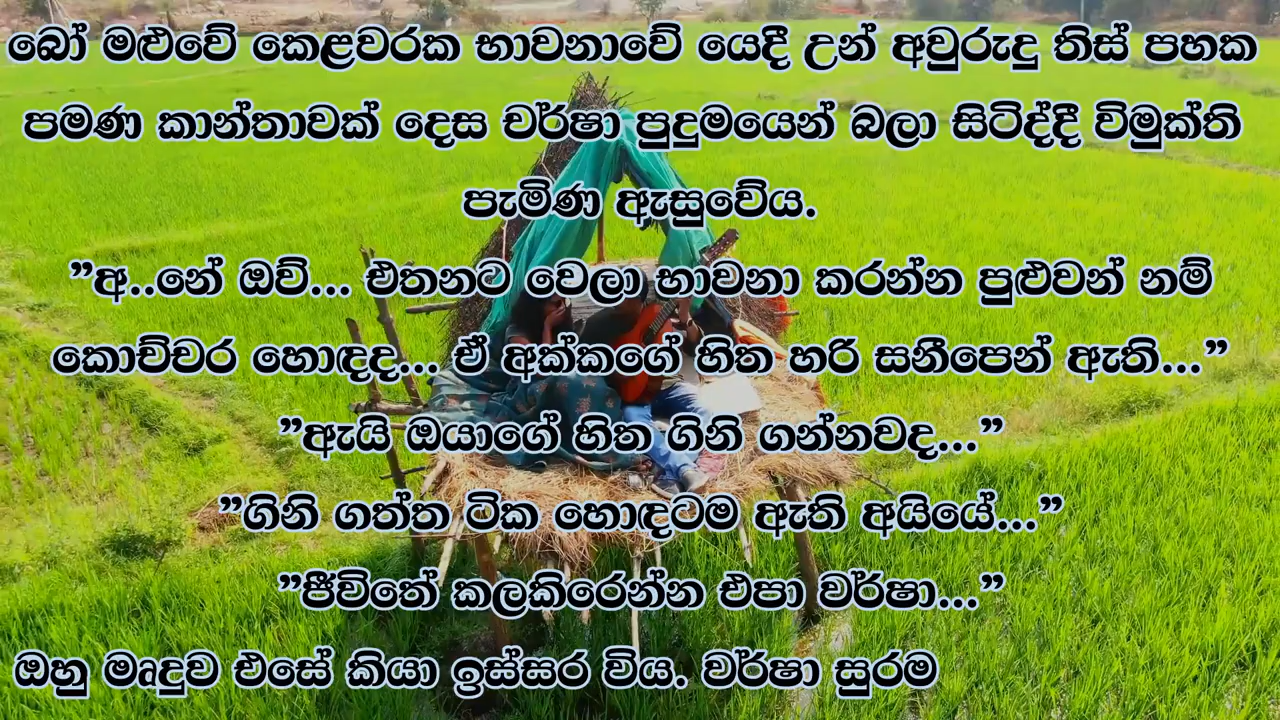 බෝ මළුවේ කෙළවරක භාවනාවේ යෙදී උන් අවුරුදු තිස් පහක
පමණ කාන්තාවක් දෙස වර්ෂා පුදුමයෙන් බලා සිටිද්දී විමුක්ති
පැමිණ ඇසුවේය.
”අ..නේ ඔව්... එතනට වෙලා භාවනා කරන්න පුළුවන් නම්
කොච්චර හොඳද... ඒ අක්කගේ හිත හරි සනීපෙන් ඇති...”
”ඇයි ඔයාගේ හිත ගිනි ගන්නවද...”
”ගිනි ගත්ත ටික හොඳටම ඇති අයියේ...”
”ජීවිතේ කලකිරෙන්න එපා වර්ෂා...”
ඔහු මෘදුව එසේ කියා ඉස්සර විය. වර්ෂා සුරම